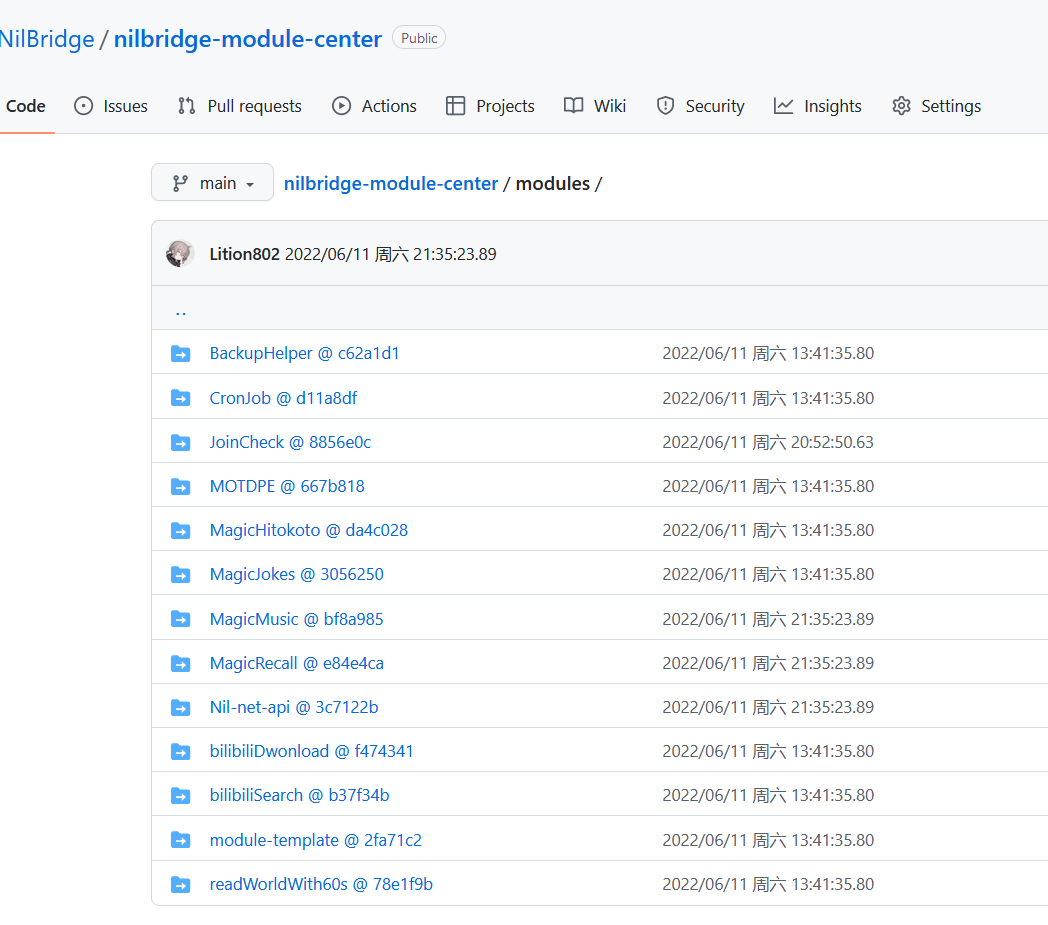 NilBridge / nilbridge-module-center Public
Code Issues Pull requests Actions Projects Wiki Security Insights Settings
main nilbridge-module-center / modules /
Lition802 2022/06/11 周六 21:35:23.89
..
BackupHelper @ c62a1d1 2022/06/11 周六 13:41:35.80
CronJob @ d11a8df 2022/06/11 周六 13:41:35.80
JoinCheck @ 8856e0c 2022/06/11 周六 20:52:50.63
MOTDPE @ 667b818 2022/06/11 周六 13:41:35.80
MagicHitokoto @ da4c028 2022/06/11 周六 13:41:35.80
MagicJokes @ 3056250 2022/06/11 周六 13:41:35.80
MagicMusic @ bf8a985 2022/06/11 周六 21:35:23.89
MagicRecall @ e84e4ca 2022/06/11 周六 21:35:23.89
Nil-net-api @ 3c7122b 2022/06/11 周六 21:35:23.89
bilibiliDwonload @ f474341 2022/06/11 周六 13:41:35.80
bilibiliSearch @ b37f34b 2022/06/11 周六 13:41:35.80
module-template @ 2fa71c2 2022/06/11 周六 13:41:35.80
readWorldWith60s @ 78e1f9b 2022/06/11 周六 13:41:35.80